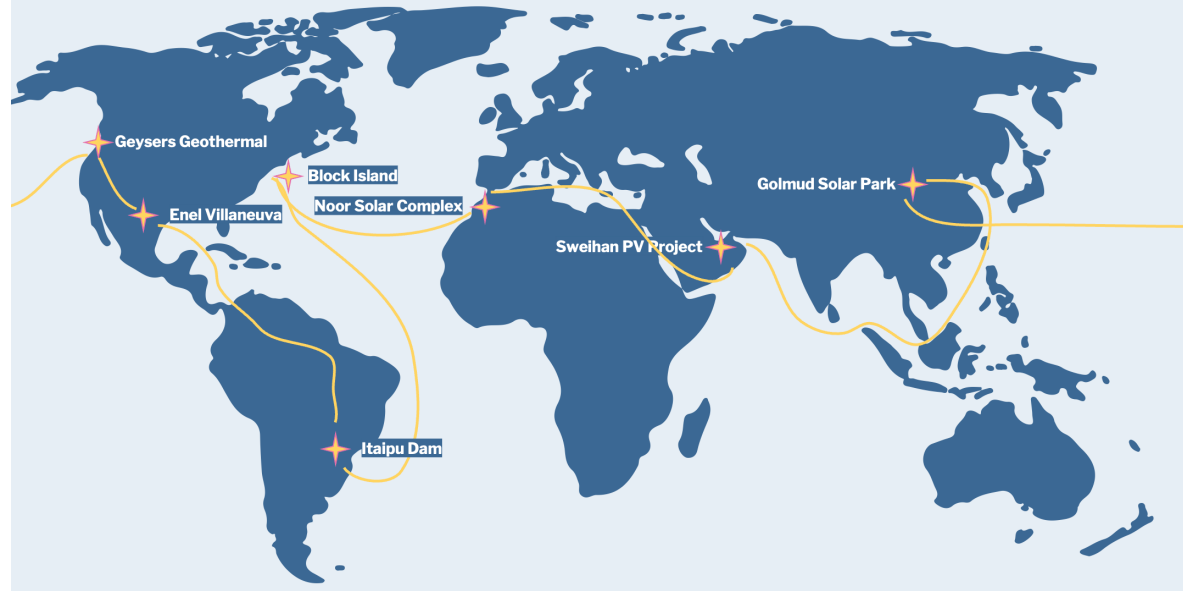 Geysers Geothermal
Block Island
Golmud Solar Park
Noor Solar Complex
Enel Villaneuva
Sweihan PV Project
Itaipu Dam